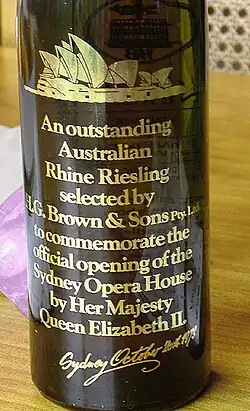 An outstanding
Australian
Rhine Riesling
selected by
H.G. Brown & Sons Pty. Ltd.
to commemorate the
official opening of the
Sydney Opera House
by Her Majesty
Queen Elizabeth II.
Sydney October 20th 1973